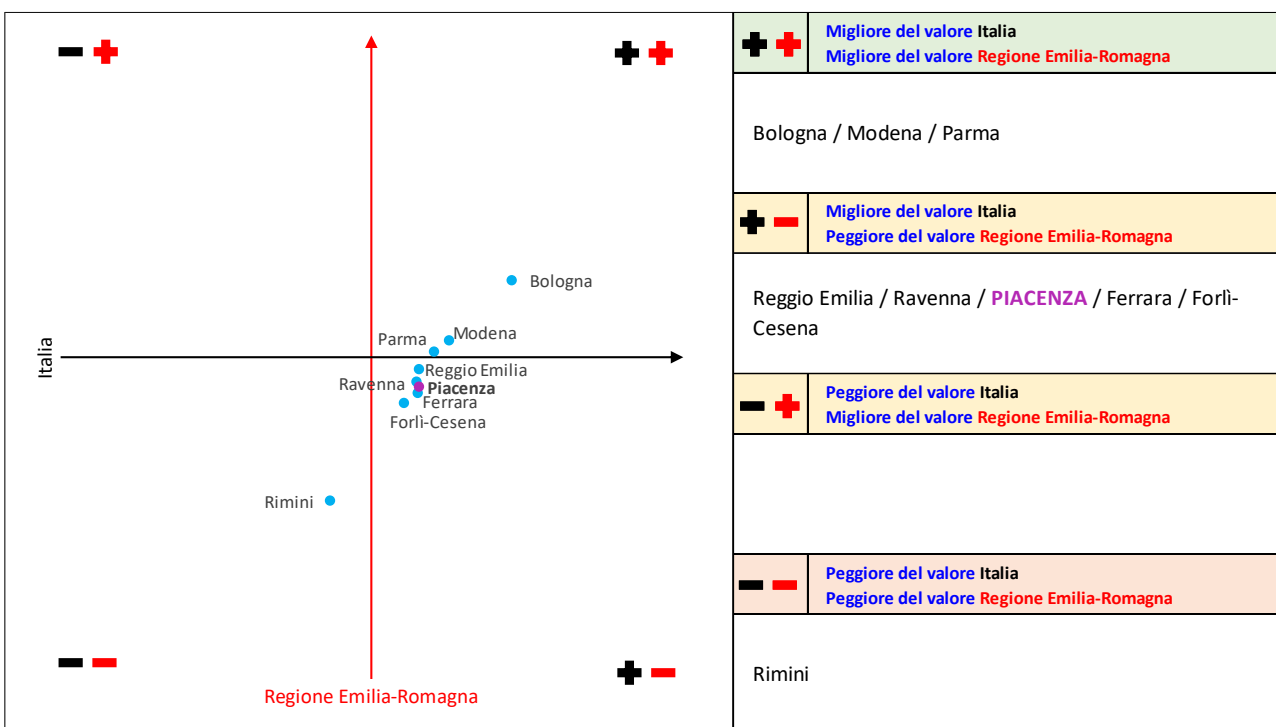 Italia
Bologna
Modena
Parma
Reggio Emilia
Ravenna
Piacenza
Ferrara
Forlì-Cesena
Rimini
Regione Emilia-Romagna
Migliore del valore Italia
Migliore del valore Regione Emilia-Romagna
Bologna / Modena / Parma
Migliore del valore Italia
Peggiore del valore Regione Emilia-Romagna
Reggio Emilia / Ravenna / PIACENZA / Ferrara / Forlì-
Cesena
Peggiore del valore Italia
Migliore del valore Regione Emilia-Romagna
Peggiore del valore Italia
Peggiore del valore Regione Emilia-Romagna
Rimini